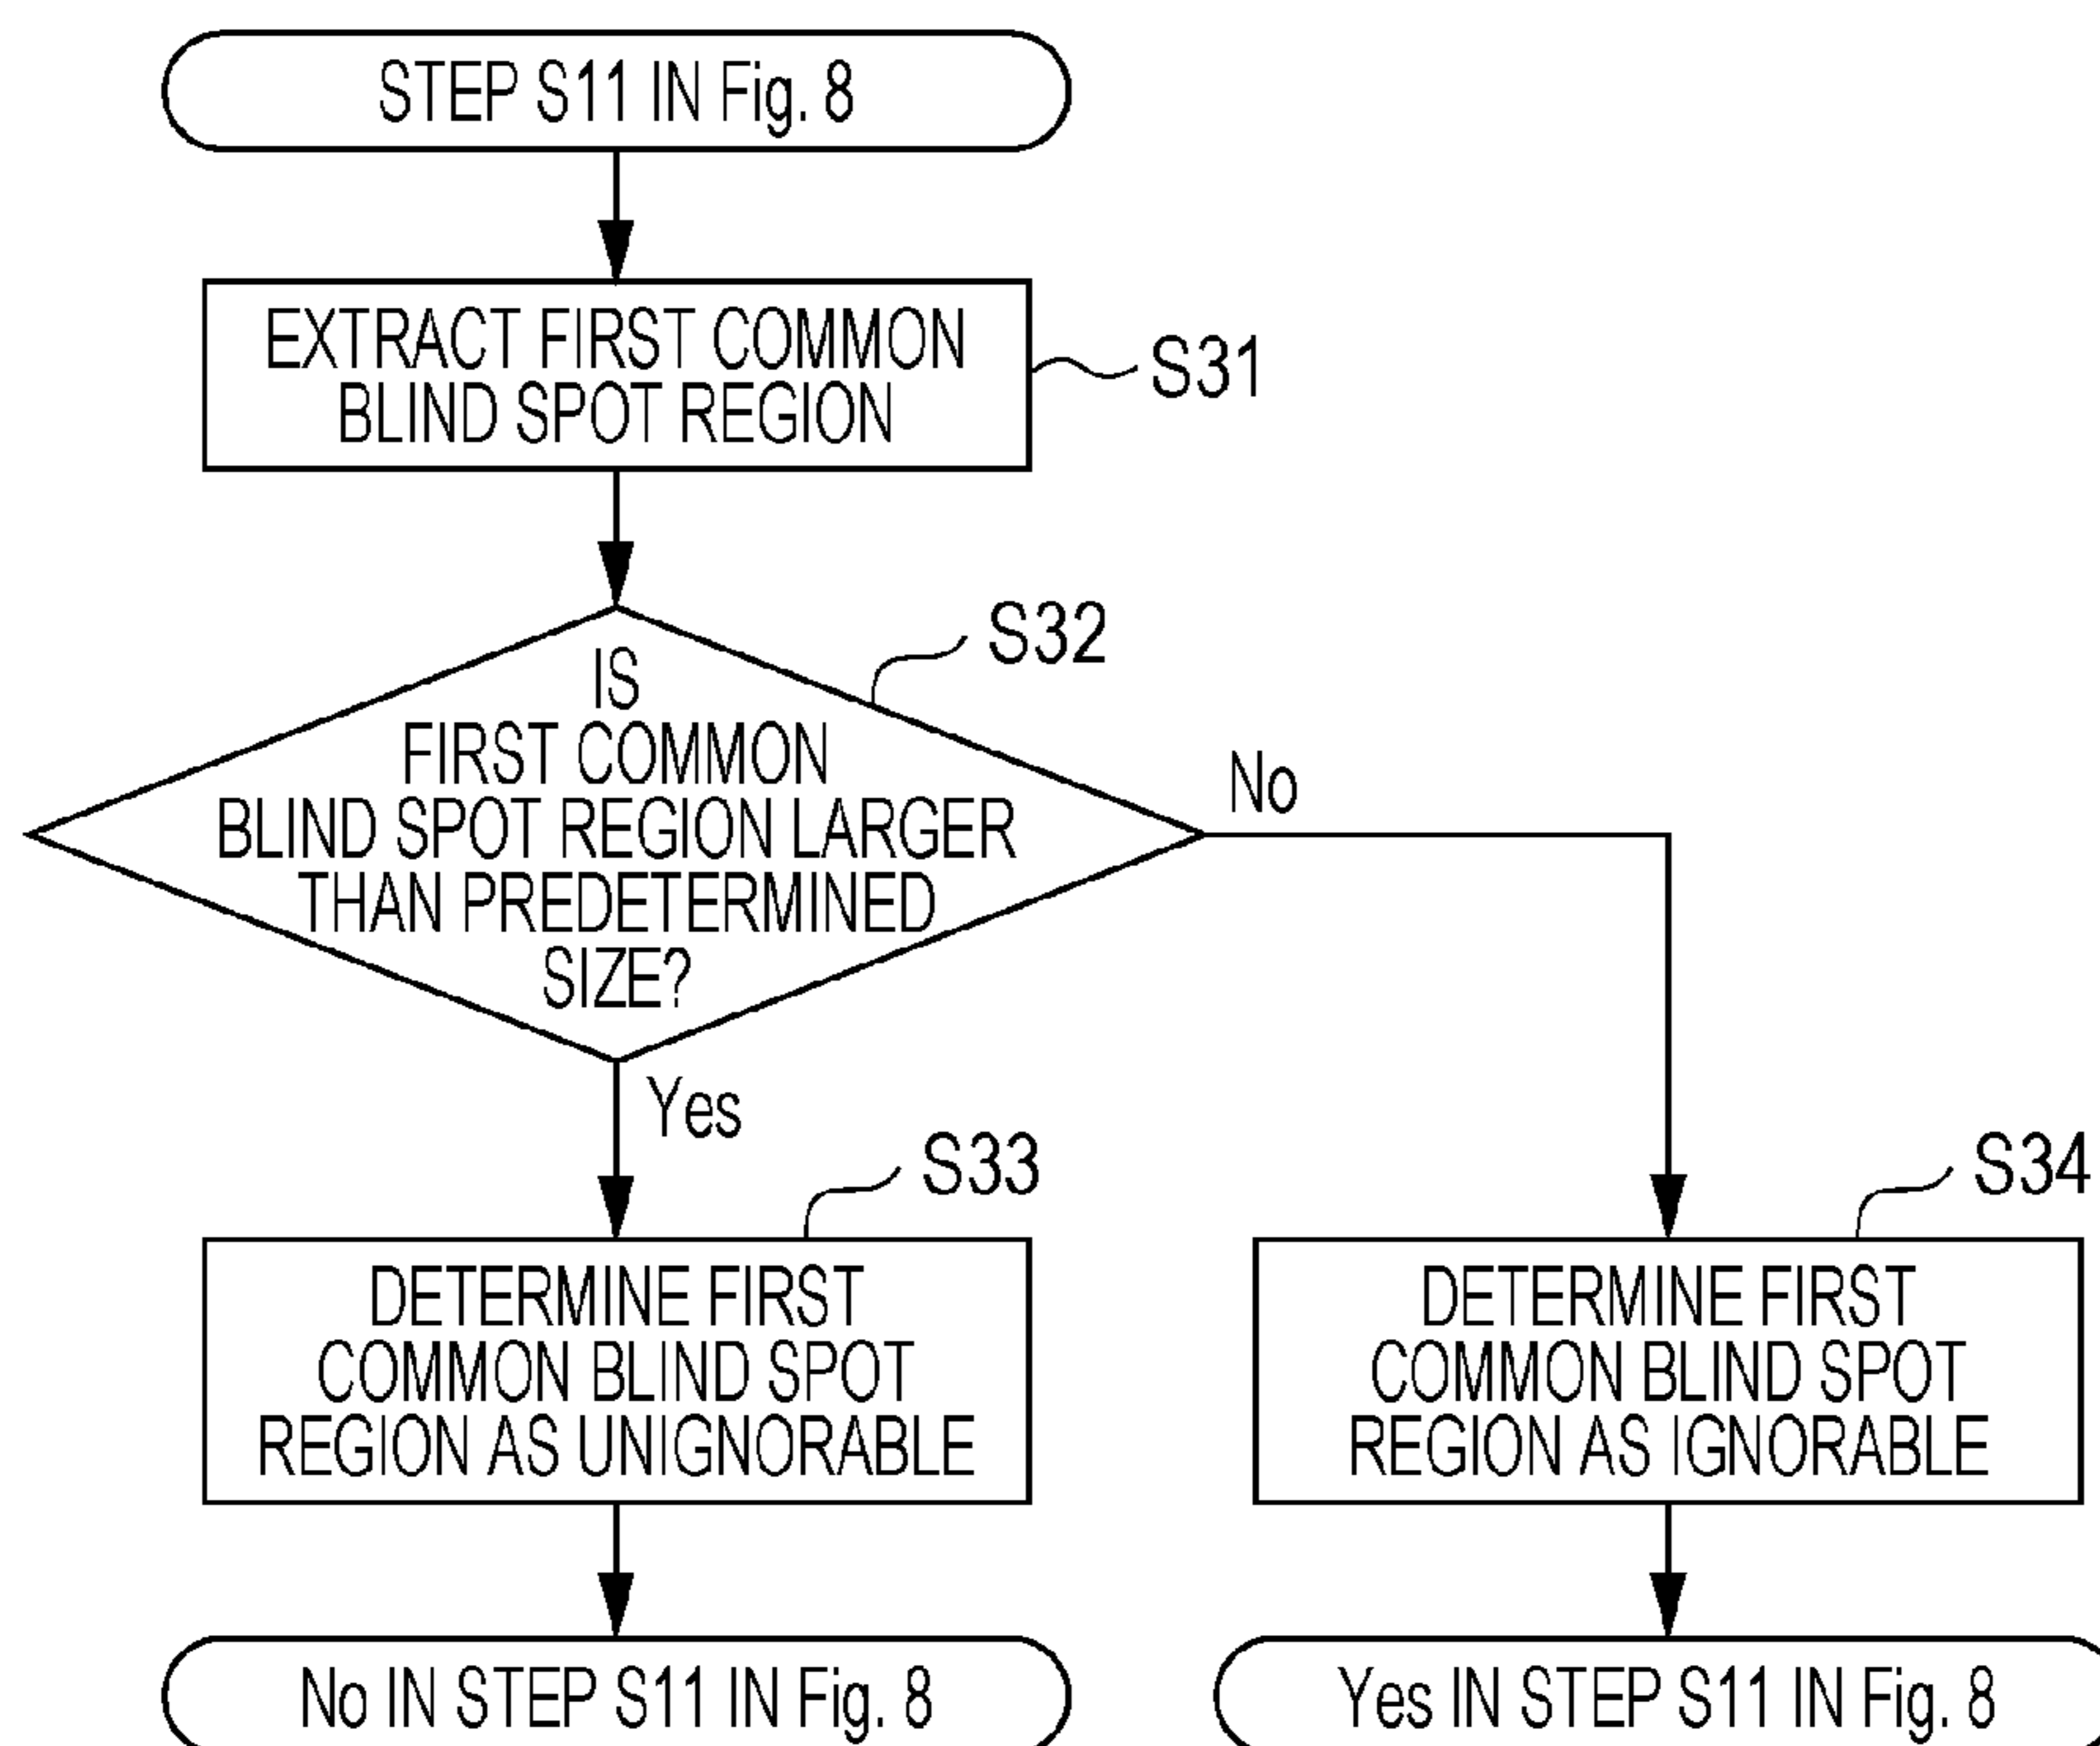 STEP S11 IN Fig. 8
EXTRACT FIRST COMMON
BLIND SPOT REGION
S31
IS
FIRST COMMON
BLIND SPOT REGION LARGER
THAN PREDETERMINED
SIZE?
S32
No
Yes
S33
DETERMINE FIRST
COMMON BLIND SPOT
REGION AS UNIGNORABLE
S34
DETERMINE FIRST
COMMON BLIND SPOT
REGION AS IGNORABLE
No IN STEP S11 IN Fig. 8
Yes IN STEP S11 IN Fig. 8